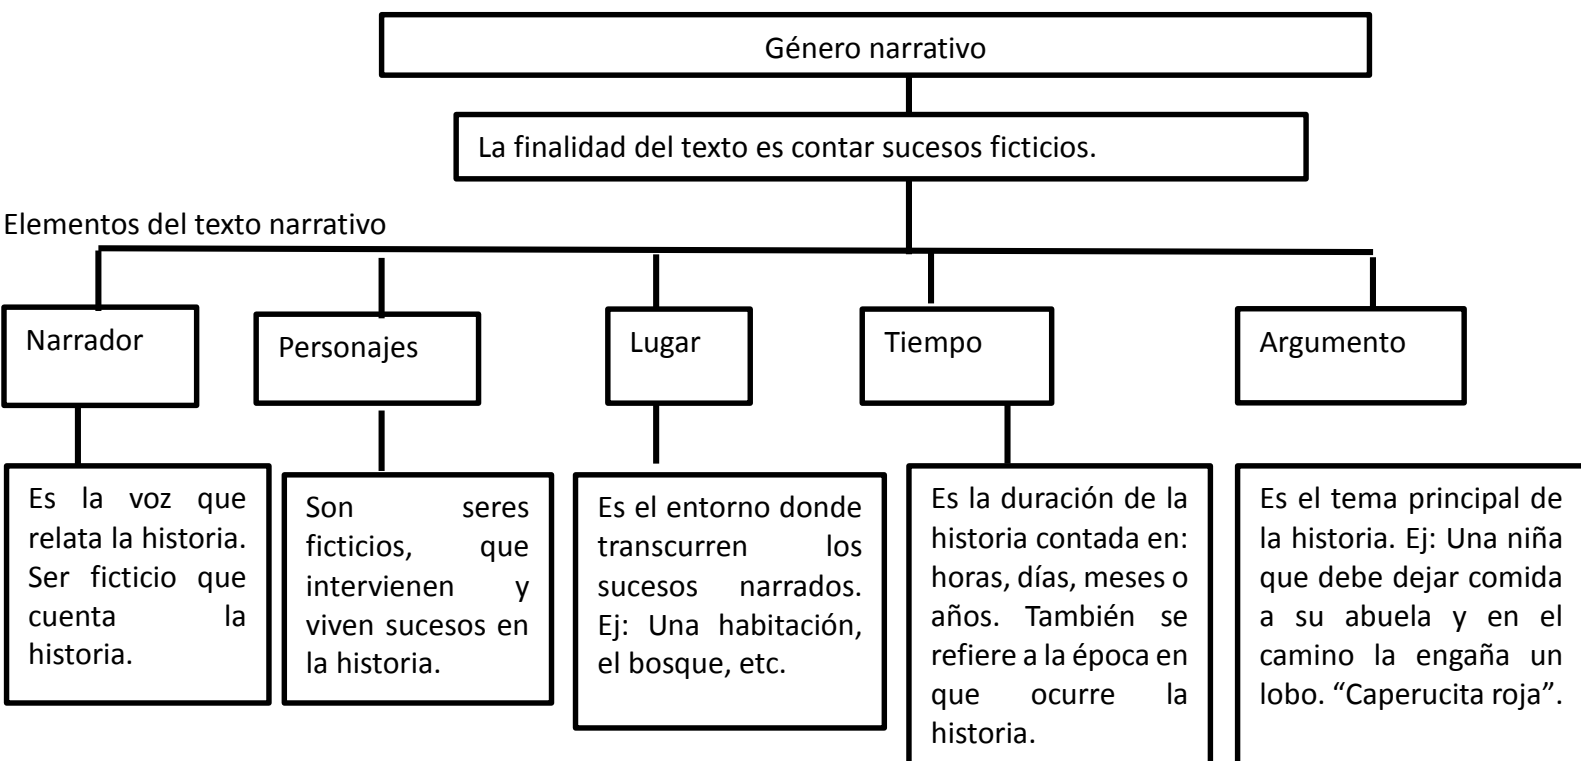 Género narrativo
La finalidad del texto es contar sucesos ficticios.
Elementos del texto narrativo
Narrador
Personajes
Lugar
Tiempo
Argumento
Es la voz que
relata la historia.
Ser ficticio que
cuenta la
historia.
Son seres
ficticios, que
intervienen y
viven sucesos en
la historia.
Es el entorno donde
transcurren los
sucesos narrados.
Ej: Una habitación,
el bosque, etc.
Es la duración de la
historia contada en:
horas, días, meses o
años. También se
refiere a la época en
que ocurre la
historia.
Es el tema principal de
la historia. Ej: Una niña
que debe dejar comida
a su abuela y en el
camino la engaña un
lobo. “Caperucita roja”.